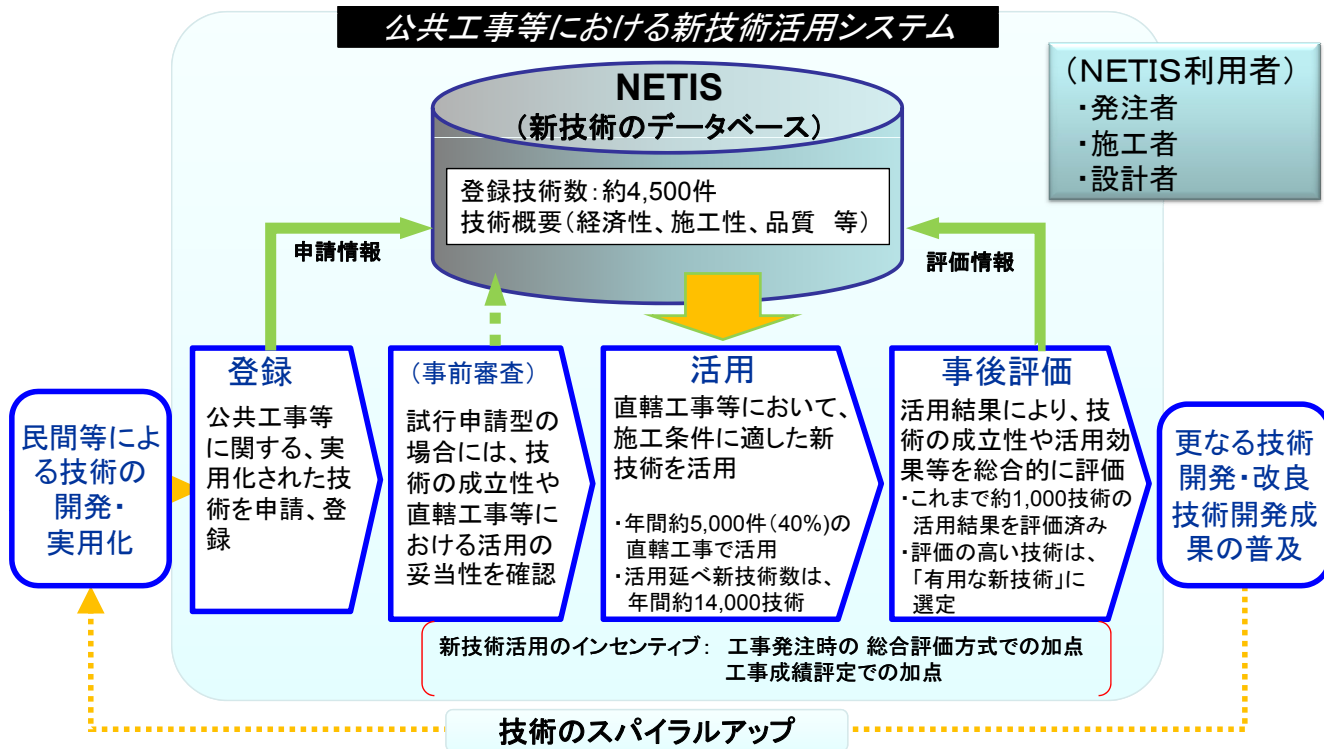 公共工事等における新技術活用システム
(NETIS利用者)
・発注者
・施工者
・設計者
NETIS
(新技術のデータベース)
登録技術数：約4,500件
技術概要(経済性、施工性、品質　等)
申請情報
評価情報
民間等によ
る技術の
開発・
実用化
登録
公共工事等
に関する、実
用化された技
術を申請、登
録
(事前審査)
試行申請型の
場合には、技
術の成立性や
直轄工事等に
おける活用の
妥当性を確認
活用
直轄工事等において、
施工条件に適した新
技術を活用
・年間約5,000件(40%)の
直轄工事で活用
・活用延べ新技術数は、
年間約14,000技術
事後評価
活用結果により、技
術の成立性や活用効
果等を総合的に評価
・これまで約1,000技術の
活用結果を評価済み
・評価の高い技術は、
「有用な新技術」に
選定
更なる技術
開発・改良
技術開発成
果の普及
新技術活用のインセンティブ：　工事発注時の 総合評価方式での加点
工事成績評定での加点
技術のスパイラルアップ